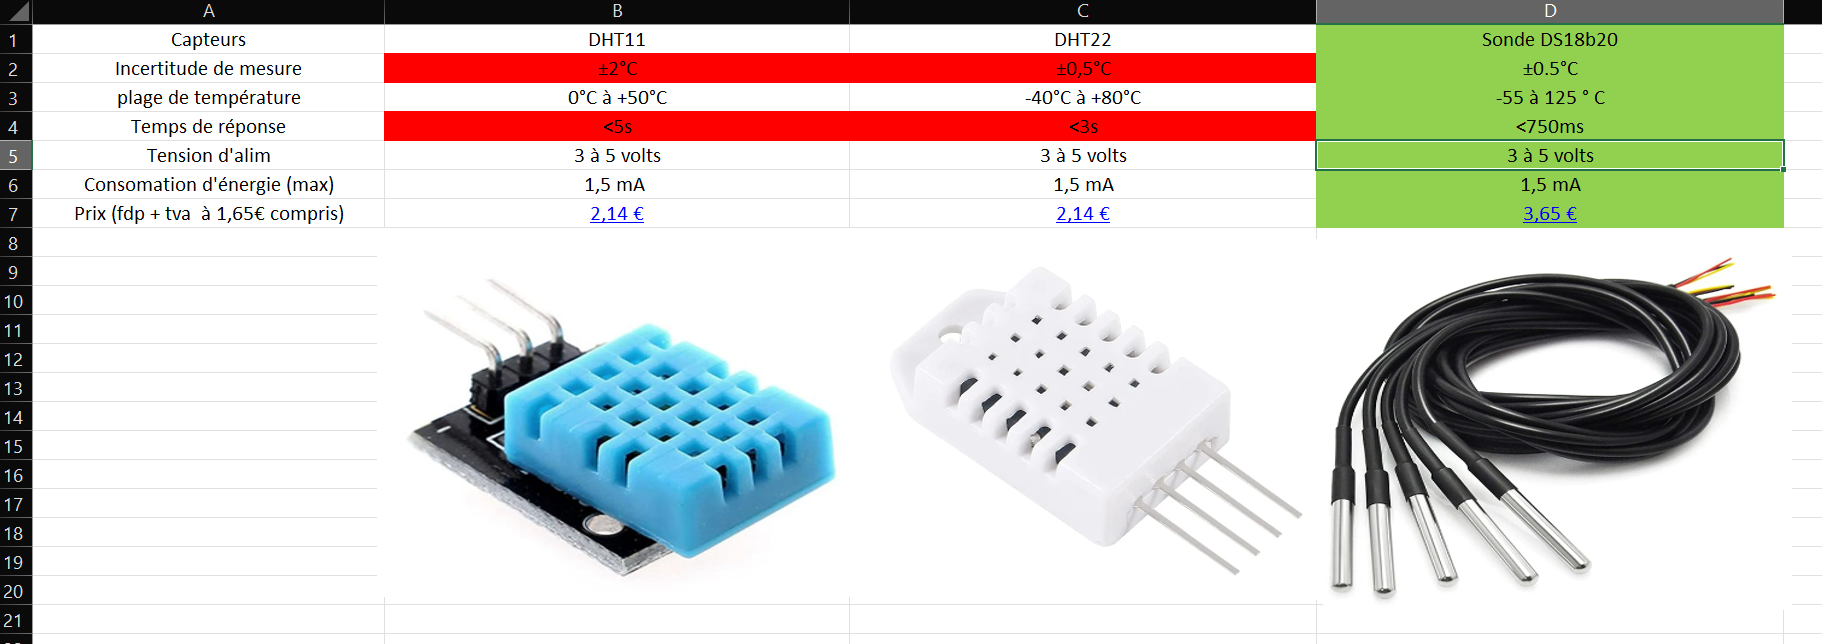 A B C D
1 Capteurs DHT11 DHT22 Sonde DS18b20
2 Incertitude de mesure ±2°C ±0,5°C ±0.5°C
3 plage de température 0°C à +50°C -40°C à +80°C -55 à 125 ° C
4 Temps de réponse <5s <3s <750ms
5 Tension d'alim 3 à 5 volts 3 à 5 volts 3 à 5 volts
6 Consomation d'énergie (max) 1,5 mA 1,5 mA 1,5 mA
7 Prix (fdp + tva  à 1,65€ compris) 2,14 € 2,14 € 3,65 €
8
9
10
11
12
13
14
15
16
17
18
19
20
21